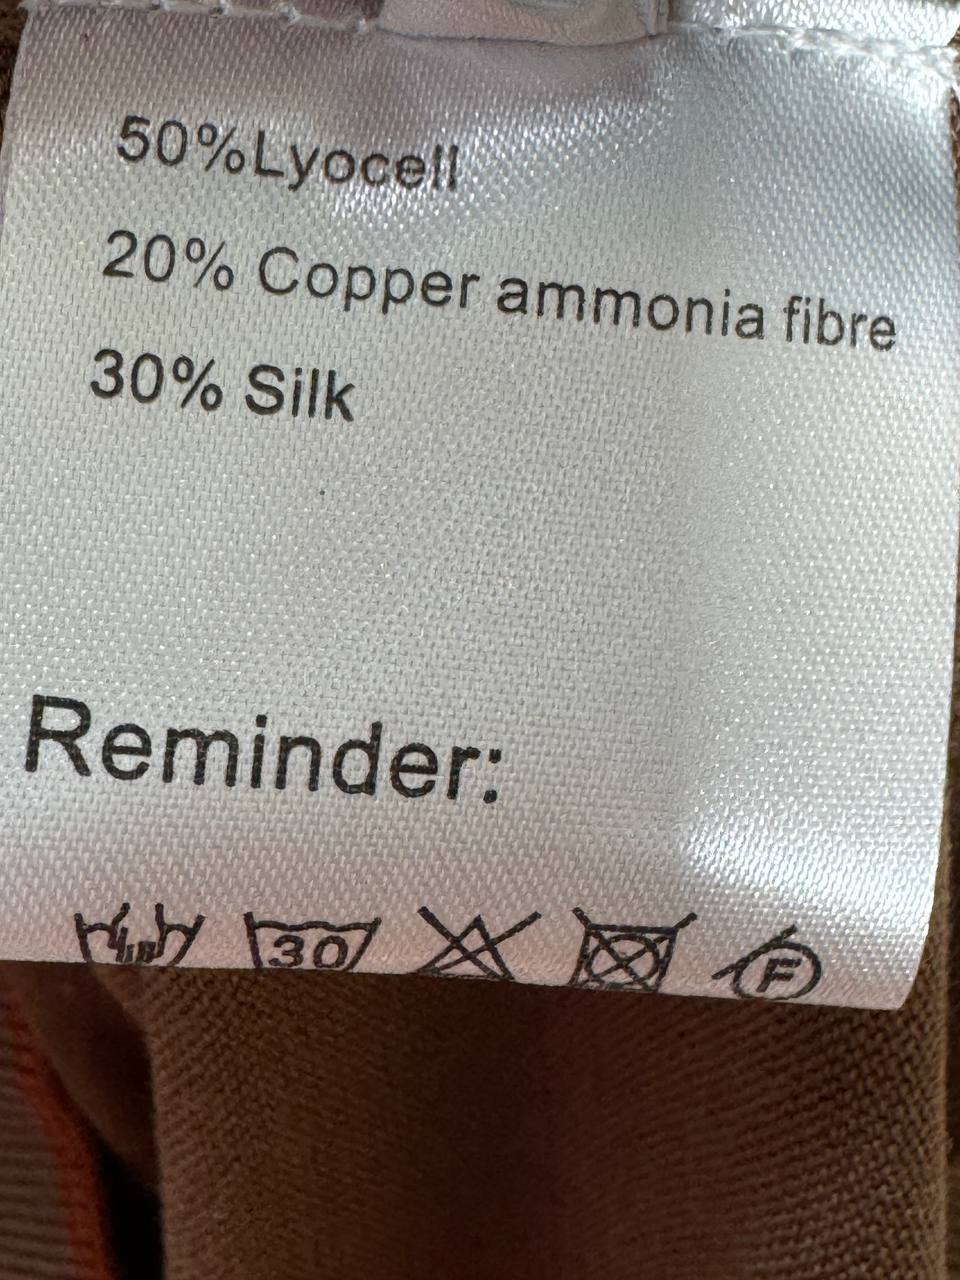 50%Lyocell
20% Copper ammonia fibre
30% Silk
Reminder:
30 F